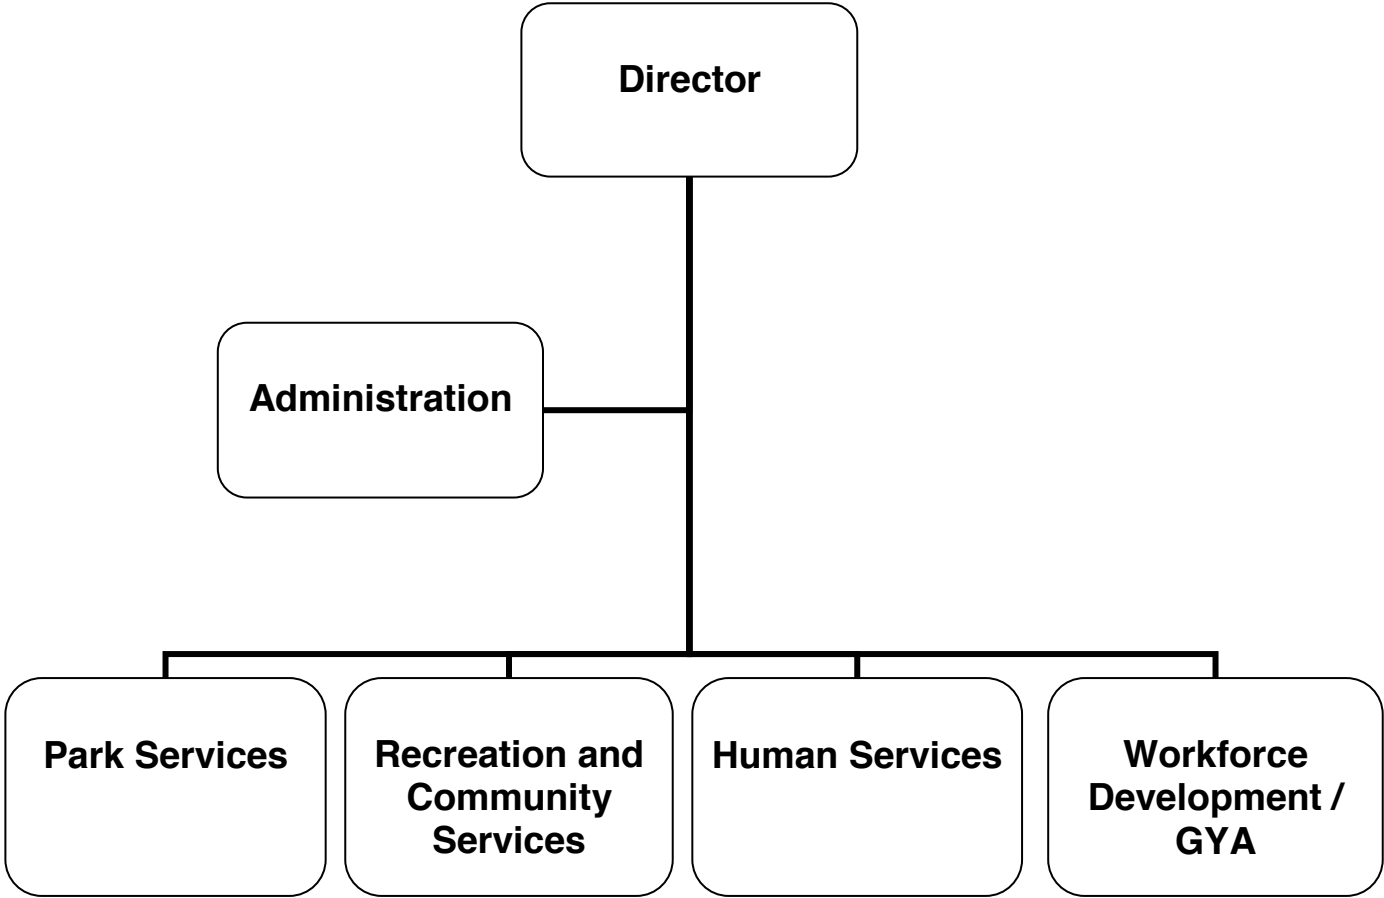 Director
Administration
Park Services
Recreation and
Community
Services
Human Services
Workforce
Development /
GYA